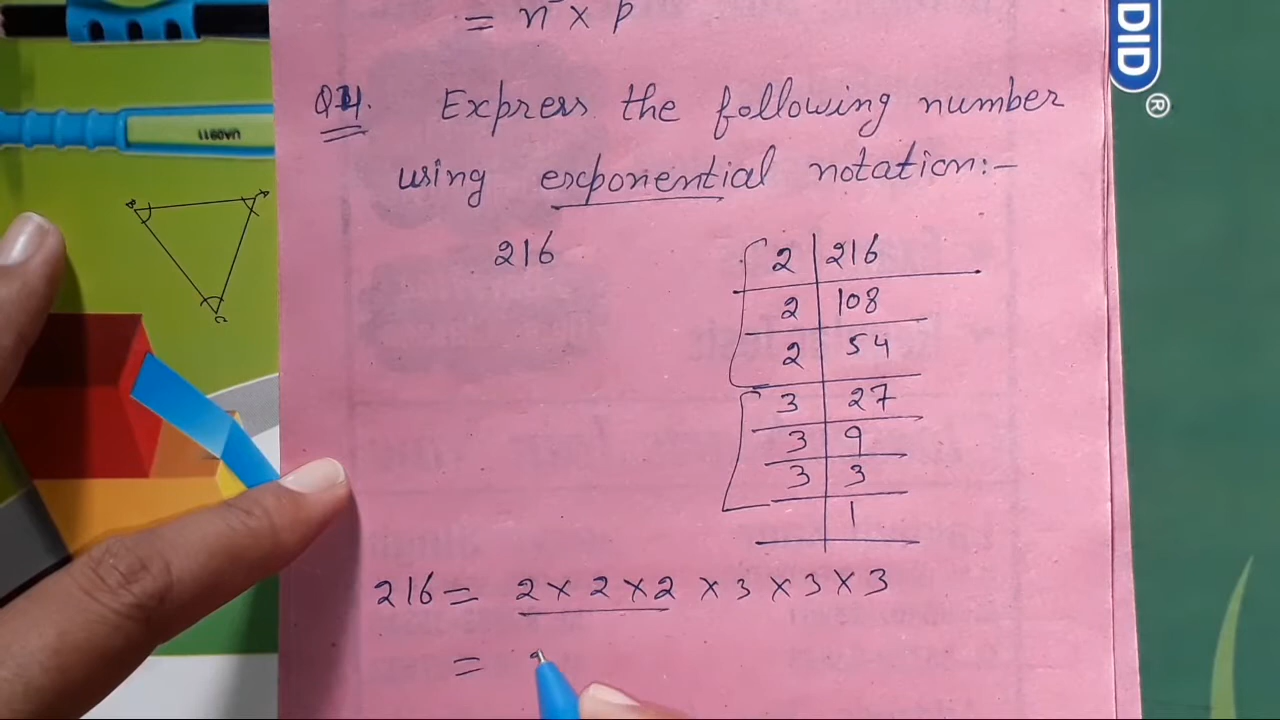 = n⁻ × p
Q4. Express the following number
using exponential notation:-
216
2 | 216
2 | 108
2 | 54
3 | 27
3 | 9
3 | 3
1
216 = 2 × 2 × 2 × 3 × 3 × 3
=
DID ®
UA0911
B A
C